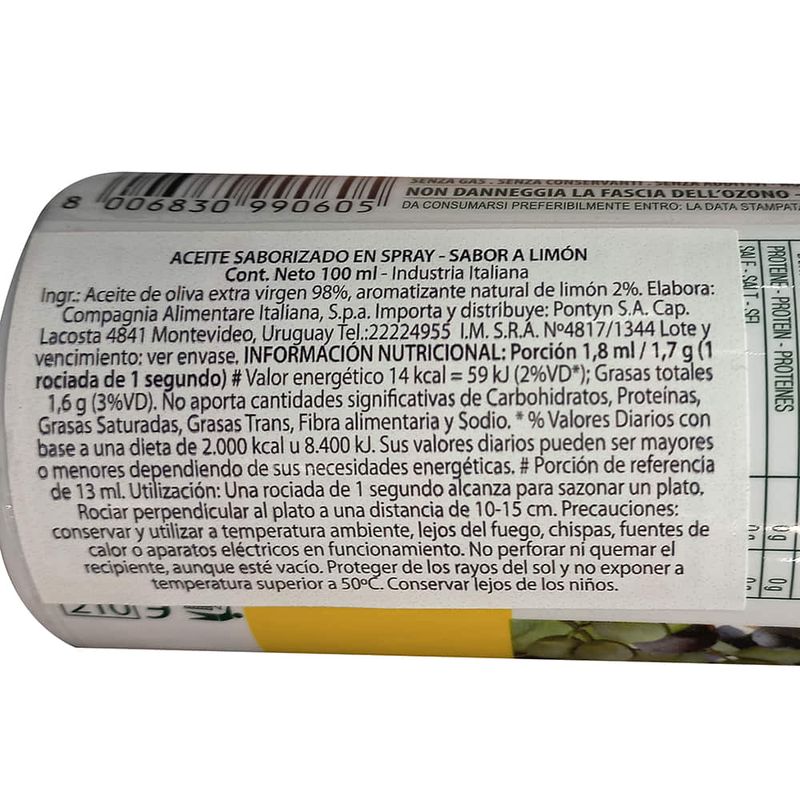 SENZA GAS - SENZA CONSERVANTI - SENZA
NON DANNEGGIA LA FASCIA DELL'OZONO -
DA CONSUMARSI PREFERIBILMENTE ENTRO: LA DATA STAMPATA
8 006830 990605
ACEITE SABORIZADO EN SPRAY - SABOR A LIMÓN
Cont. Neto 100 ml - Industria Italiana
Ingr.: Aceite de oliva extra virgen 98%, aromatizante natural de limón 2%. Elabora:
Compagnia Alimentare Italiana, S.p.a. Importa y distribuye: Pontyn S.A. Cap.
Lacosta 4841 Montevideo, Uruguay Tel.:22224955 I.M. S.R.A. Nº4817/1344 Lote y
vencimiento: ver envase, INFORMACIÓN NUTRICIONAL: Porción 1,8 ml / 1,7 g (1
rociada de 1 segundo) # Valor energético 14 kcal = 59 kJ (2%VD*); Grasas totales
1,6 g (3%VD). No aporta cantidades significativas de Carbohidratos, Proteínas,
Grasas Saturadas, Grasas Trans, Fibra alimentaria y Sodio. * % Valores Diarios con
base a una dieta de 2.000 kcal u 8.400 kJ. Sus valores diarios pueden ser mayores
o menores dependiendo de sus necesidades energéticas. # Porción de referencia
de 13 ml. Utilización: Una rociada de 1 segundo alcanza para sazonar un plato,
Rociar perpendicular al plato a una distancia de 10-15 cm. Precauciones:
conservar y utilizar a temperatura ambiente, lejos del fuego, chispas, fuentes de
calor o aparatos eléctricos en funcionamiento. No perforar ni quemar el
recipiente, aunque esté vacío. Proteger de los rayos del sol y no exponer a
temperatura superior a 50ºC. Conservar lejos de los niños.
PROTEINE - PROTEIN - PROTEINES
0g
0g
SALE - SALT - SEL
0g
210